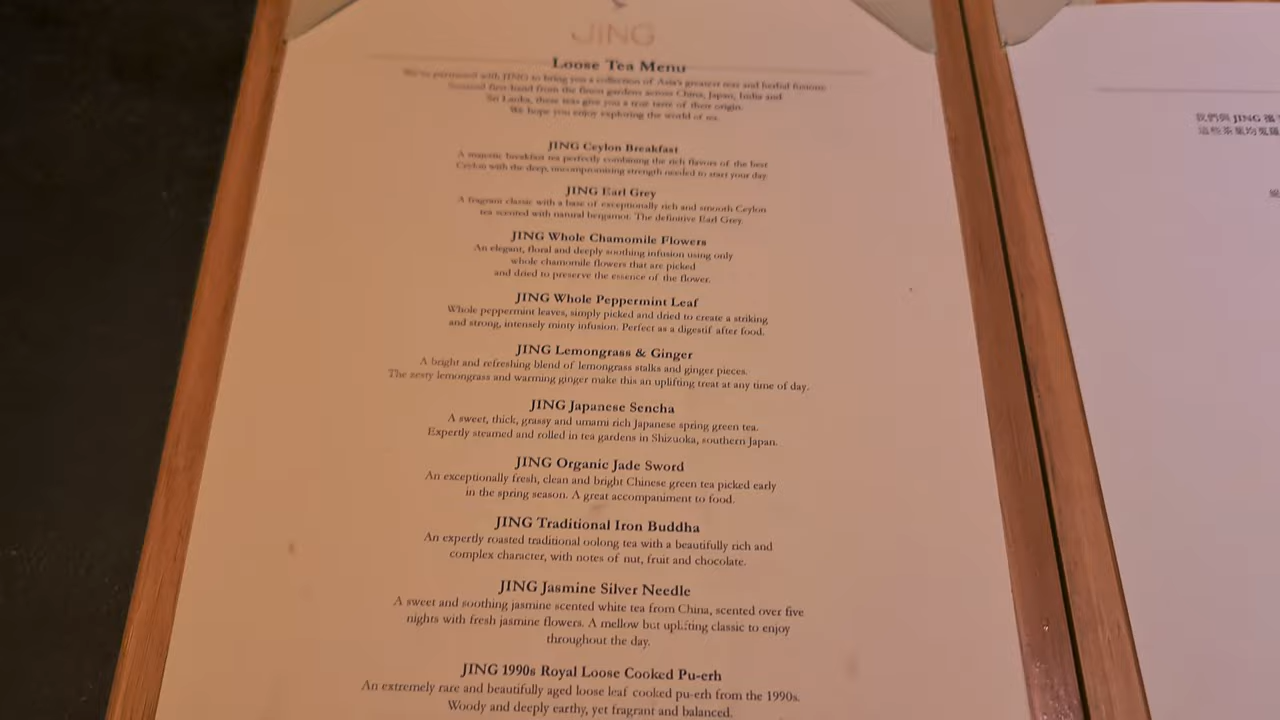 JING
Loose Tea Menu
We've partnered with JING to bring you a collection of Asia's greatest teas and herbal fusions.
Sourced first-hand from the finest gardens across China, Japan, India and
Sri Lanka, these teas give you a true taste of their origin.
We hope you enjoy exploring the world of tea.
JING Ceylon Breakfast
A majestic breakfast tea perfectly combining the rich flavors of the best
Ceylon with the deep, uncompromising strength needed to start your day.
JING Earl Grey
A fragrant classic with a base of exceptionally rich and smooth Ceylon
tea scented with natural bergamot. The definitive Earl Grey.
JING Whole Chamomile Flowers
An elegant, floral and deeply soothing infusion using only
whole chamomile flowers that are picked
and dried to preserve the essence of the flower.
JING Whole Peppermint Leaf
Whole peppermint leaves, simply picked and dried to create a striking
and strong, intensely minty infusion. Perfect as a digestif after food.
JING Lemongrass & Ginger
A bright and refreshing blend of lemongrass stalks and ginger pieces.
The zesty lemongrass and warming ginger make this an uplifting treat at any time of day.
JING Japanese Sencha
A sweet, thick, grassy and umami rich Japanese spring green tea.
Expertly steamed and rolled in tea gardens in Shizuoka, southern Japan.
JING Organic Jade Sword
An exceptionally fresh, clean and bright Chinese green tea picked early
in the spring season. A great accompaniment to food.
JING Traditional Iron Buddha
An expertly roasted traditional oolong tea with a beautifully rich and
complex character, with notes of nut, fruit and chocolate.
JING Jasmine Silver Needle
A sweet and soothing jasmine scented white tea from China, scented over five
nights with fresh jasmine flowers. A mellow but uplifting classic to enjoy
throughout the day.
JING 1990s Royal Loose Cooked Pu-erh
An extremely rare and beautifully aged loose leaf cooked pu-erh from the 1990s.
Woody and deeply earthy, yet fragrant and balanced.
我們與 JING
這些茶葉均